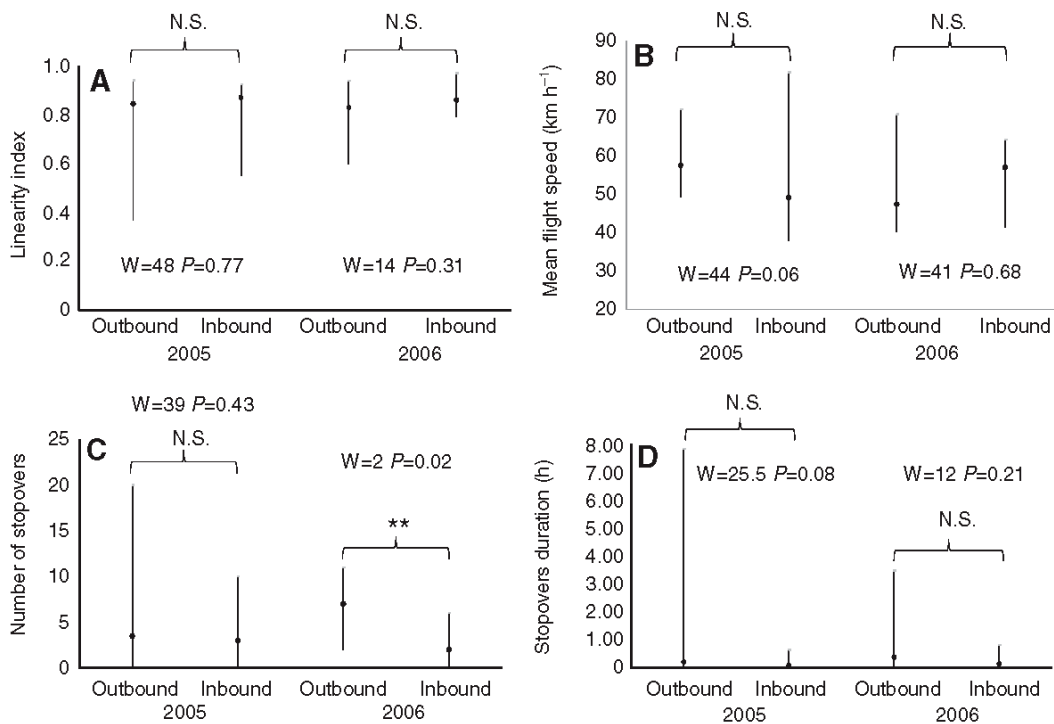 N.S.
N.S.
A
Linearity index
1.0
0.8
0.6
0.4
0.2
0
W=48 P=0.77
W=14 P=0.31
Outbound Inbound Outbound Inbound
2005 2006
N.S.
N.S.
B
Mean flight speed (km h⁻¹)
90
80
70
60
50
40
30
20
W=44 P=0.06
W=41 P=0.68
Outbound Inbound Outbound Inbound
2005 2006
W=39 P=0.43
N.S.
C
W=2 P=0.02
**
Number of stopovers
25
20
15
10
5
0
Outbound Inbound Outbound Inbound
2005 2006
N.S.
D
W=25.5 P=0.08
W=12 P=0.21
N.S.
Stopovers duration (h)
8.00
7.00
6.00
5.00
4.00
3.00
2.00
1.00
0
Outbound Inbound Outbound Inbound
2005 2006